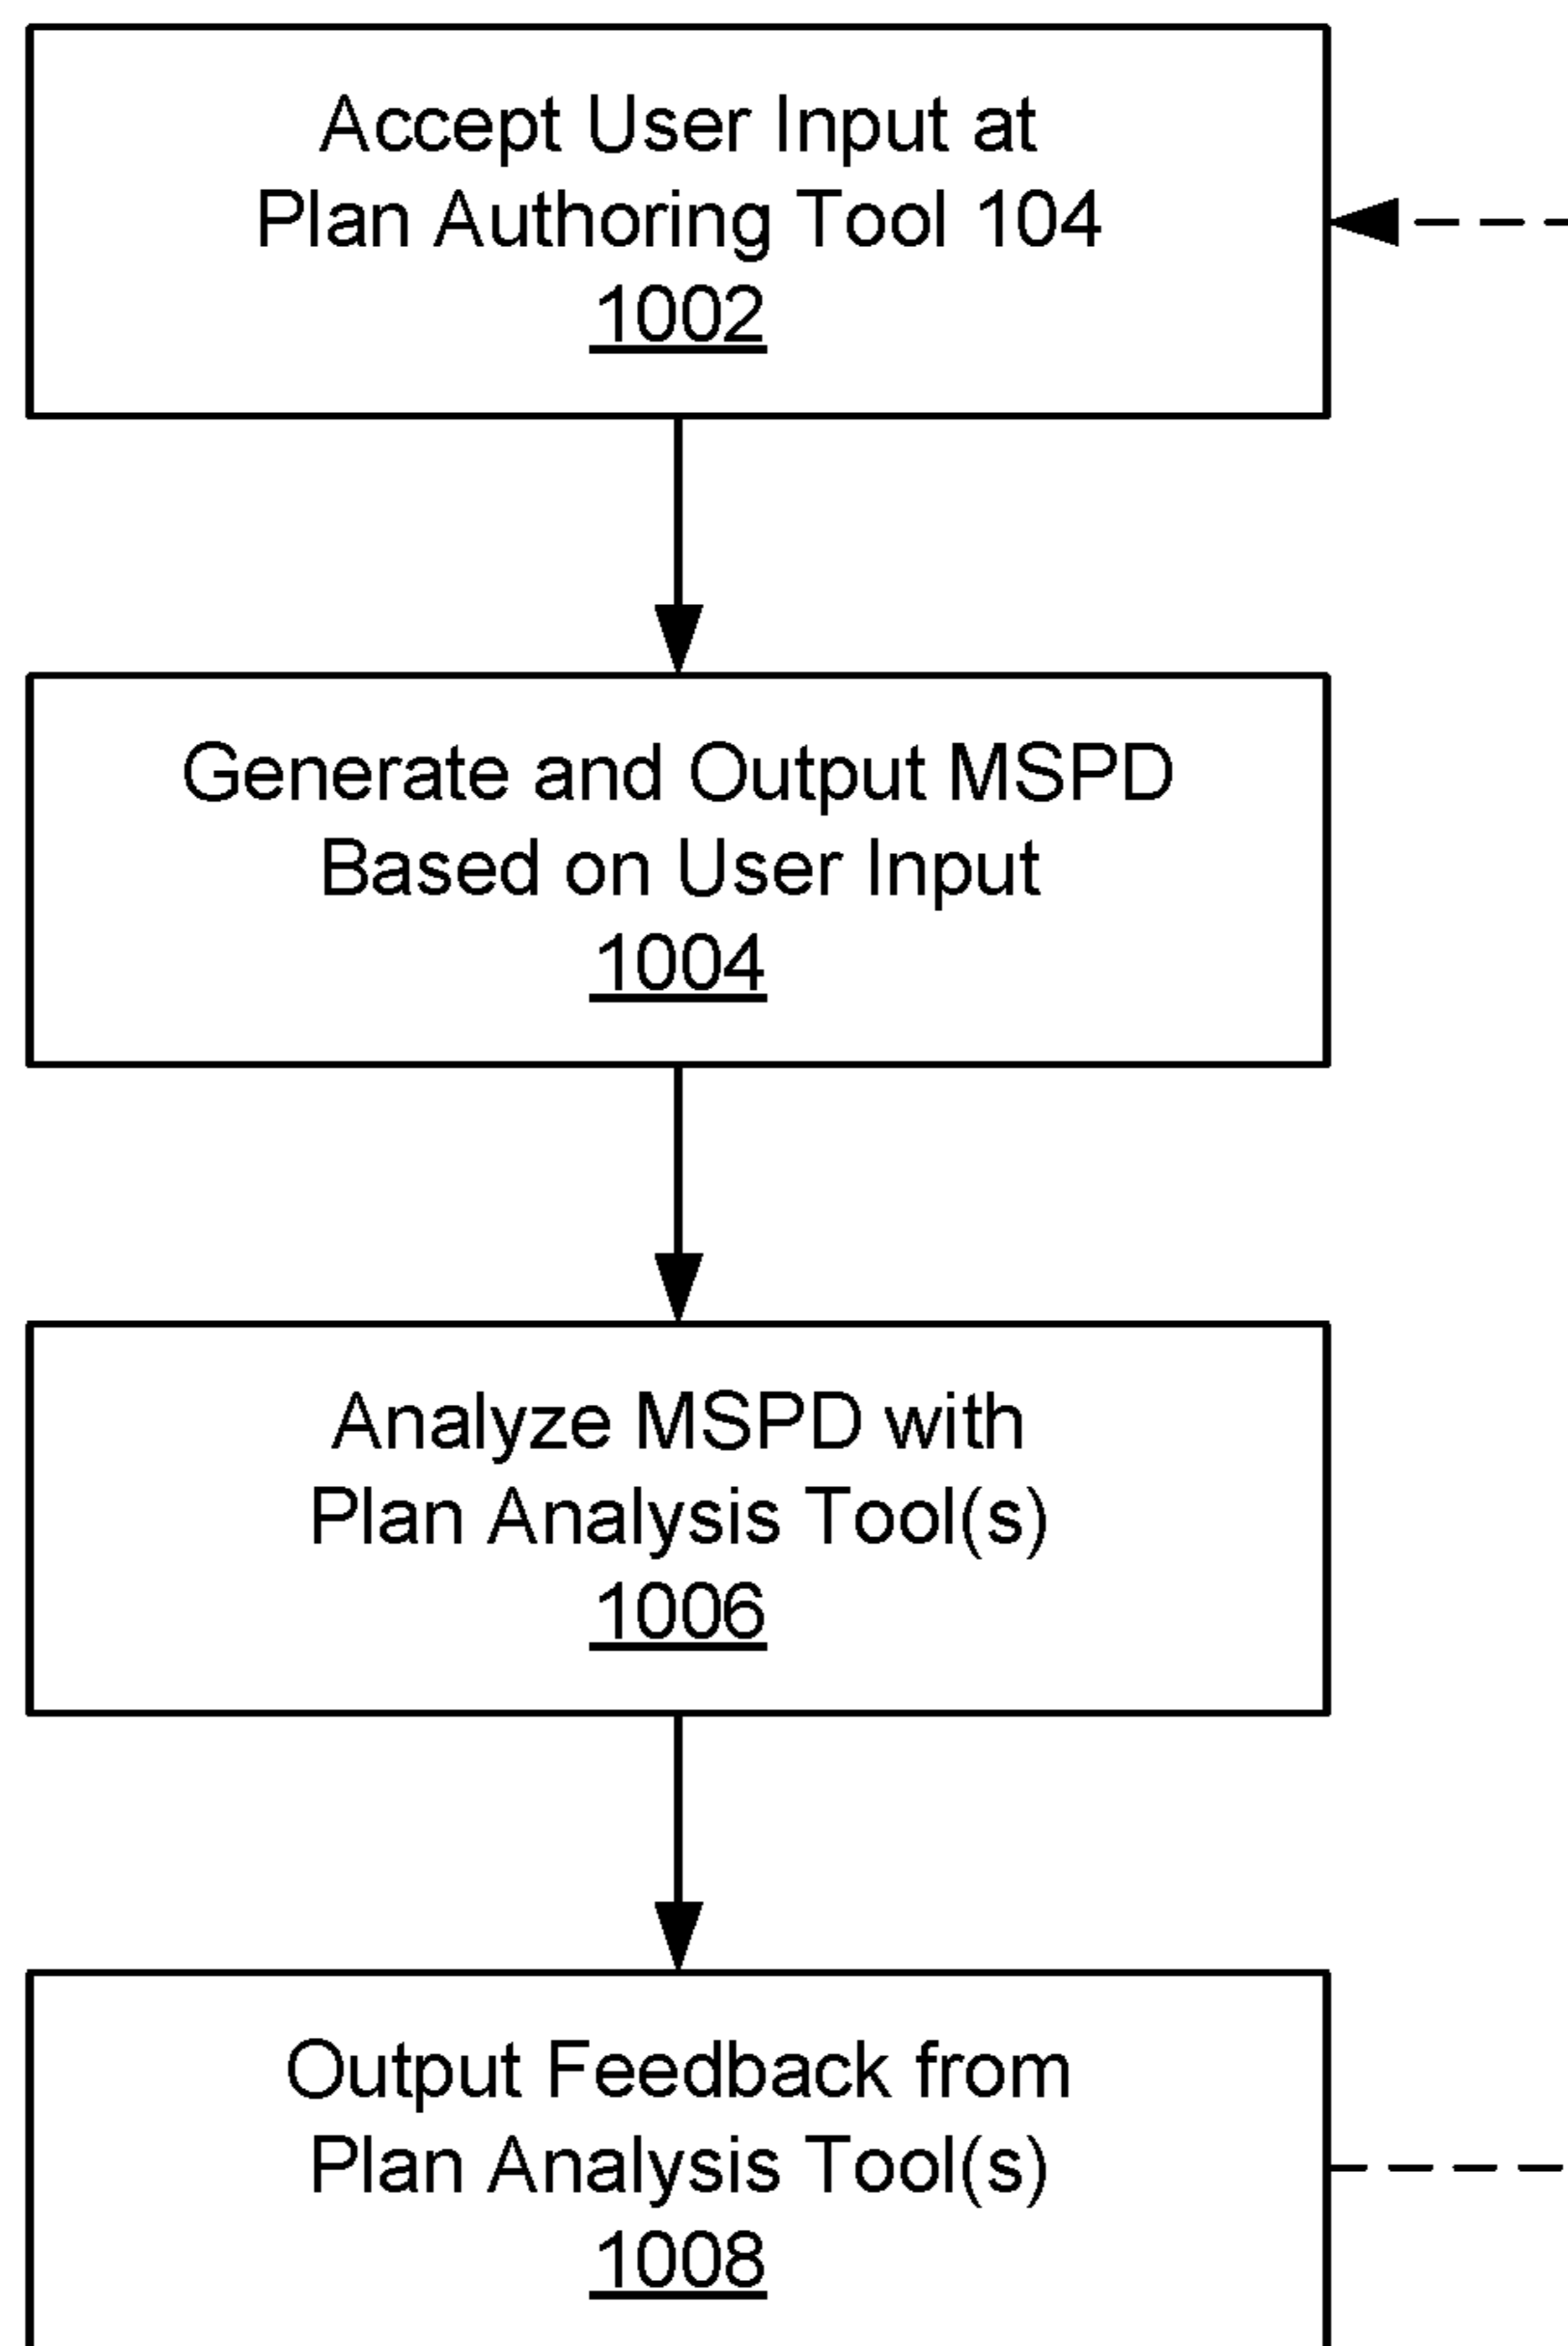 Accept User Input at
Plan Authoring Tool 104
1002
Generate and Output MSPD
Based on User Input
1004
Analyze MSPD with
Plan Analysis Tool(s)
1006
Output Feedback from
Plan Analysis Tool(s)
1008